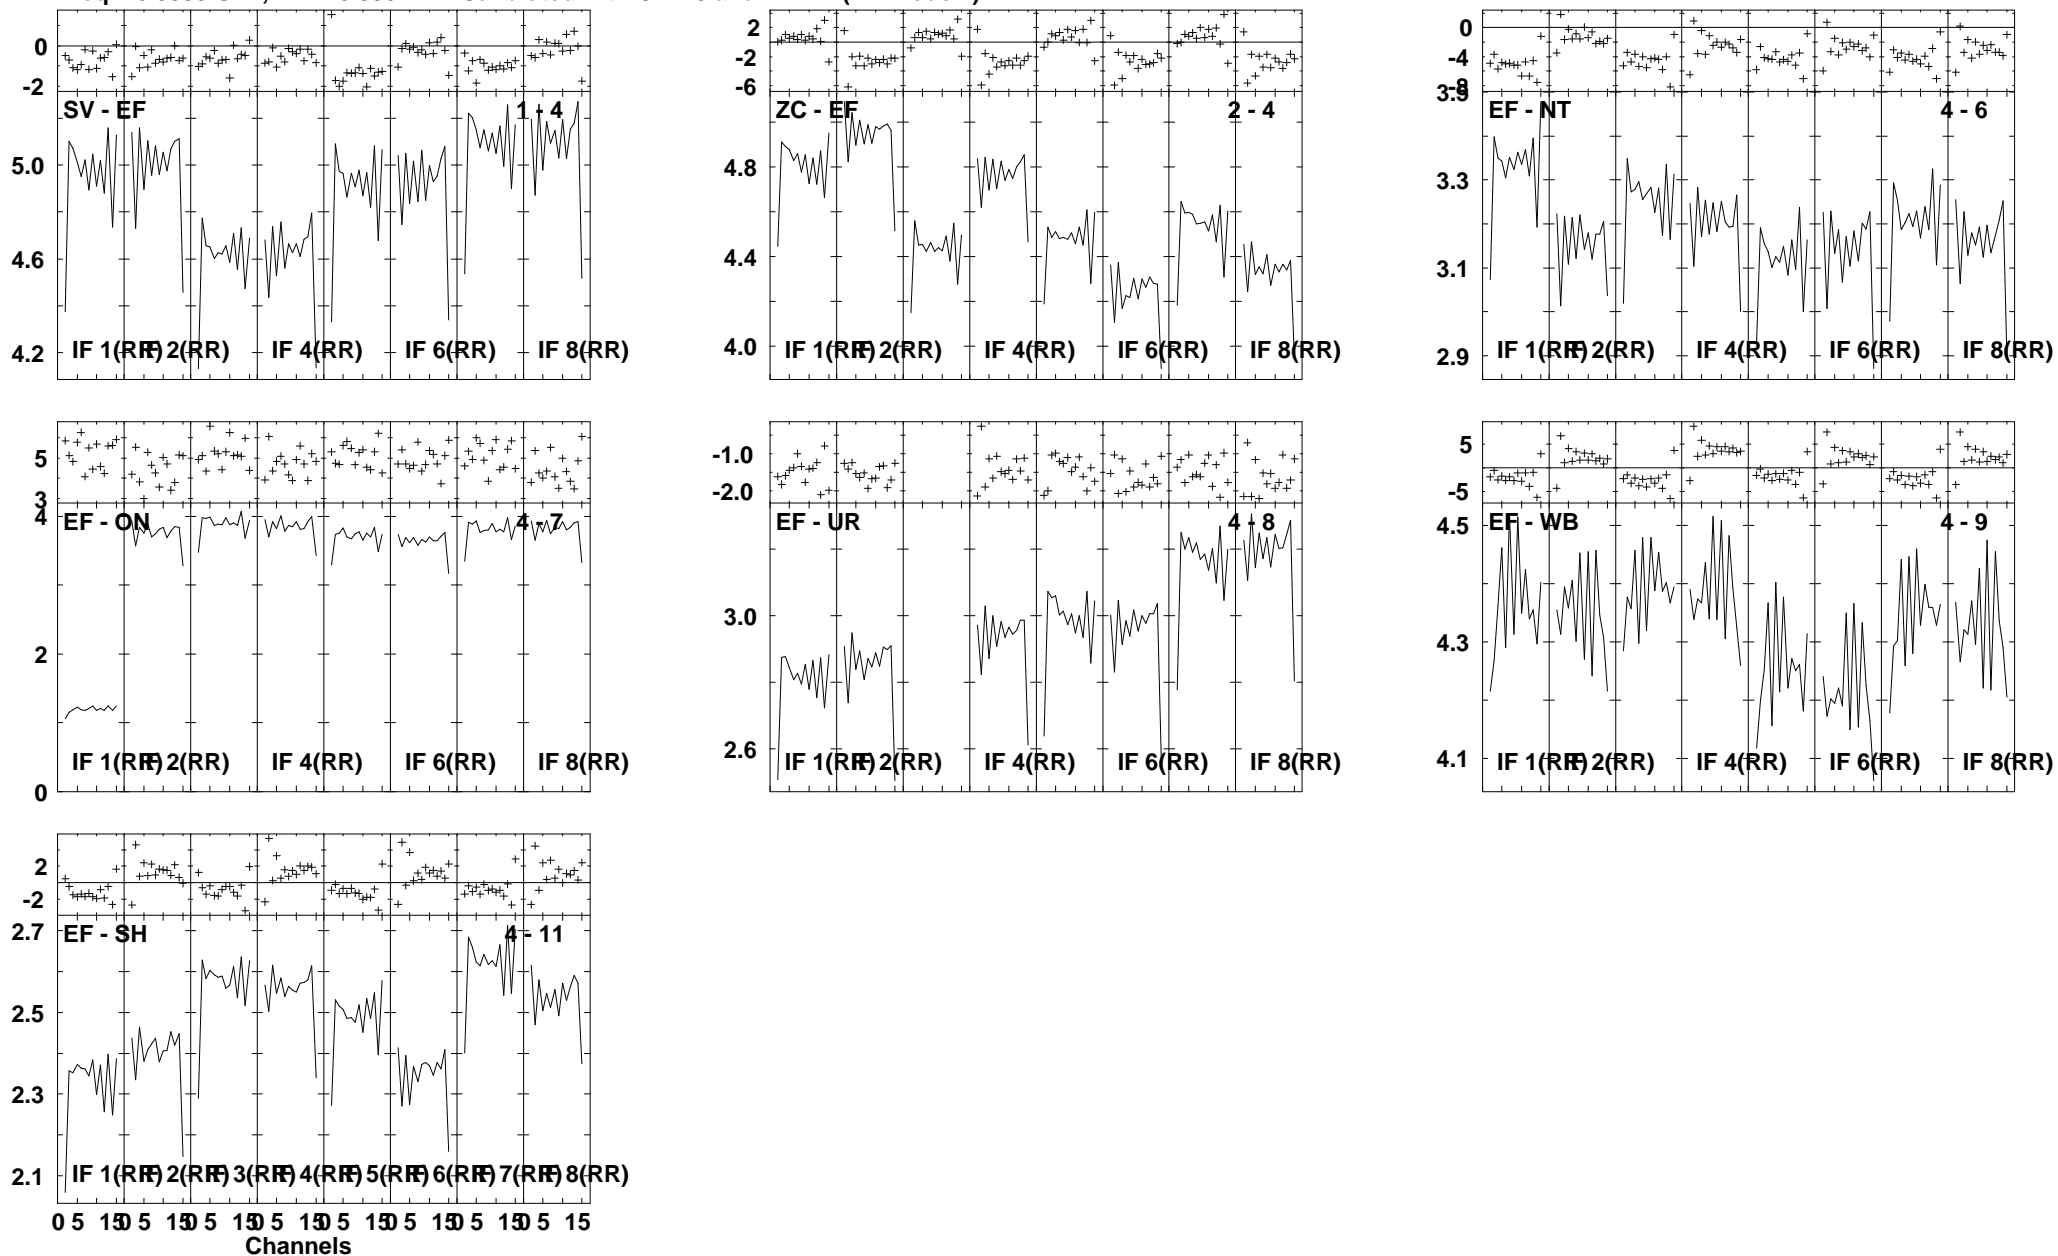 0
-2
SV - EF 1 - 4
5.0
4.6
4.2
IF 1(RR) IF 2(RR) IF 4(RR) IF 6(RR) IF 8(RR)
2
-2
-6
ZC - EF 2 - 4
4.8
4.4
4.0
IF 1(RR) IF 2(RR) IF 4(RR) IF 6(RR) IF 8(RR)
0
-4
-8
3.5
EF - NT 4 - 6
3.3
3.1
2.9
IF 1(RR) IF 2(RR) IF 4(RR) IF 6(RR) IF 8(RR)
5
3
4
EF - ON 4 - 7
2
0
IF 1(RR) IF 2(RR) IF 4(RR) IF 6(RR) IF 8(RR)
-1.0
-2.0
EF - UR 4 - 8
3.0
2.6
IF 1(RR) IF 2(RR) IF 4(RR) IF 6(RR) IF 8(RR)
5
-5
EF - WB 4 - 9
4.5
4.3
4.1
IF 1(RR) IF 2(RR) IF 4(RR) IF 6(RR) IF 8(RR)
2
-2
2.7
EF - SH 4 - 11
2.5
2.3
2.1
IF 1(RR) IF 2(RR) IF 3(RR) IF 4(RR) IF 5(RR) IF 6(RR) IF 7(RR) IF 8(RR)
0 5 15 0 5 15 0 5 15 0 5 15 0 5 15 0 5 15 0 5 15 0 5 15
Channels